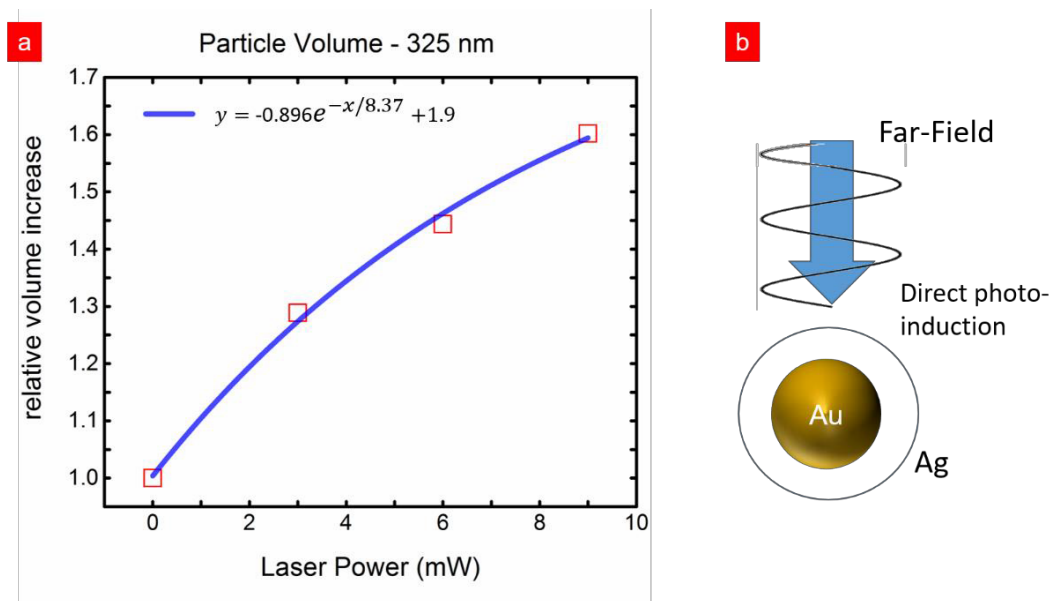 a
Particle Volume - 325 nm
1.7
1.6
1.5
1.4
1.3
1.2
1.1
1.0
relative volume increase
y = -0.896e^{-x/8.37} +1.9
0 2 4 6 8 10
Laser Power (mW)
b
Far-Field
Direct photo-
induction
Au
Ag